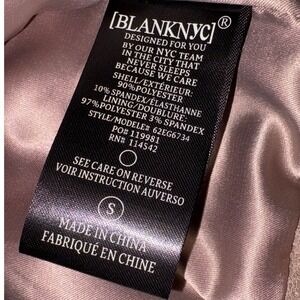 [BLANKNYC]®
DESIGNED FOR YOU
BY OUR NYC TEAM
IN THE CITY THAT
NEVER SLEEPS
BECAUSE WE CARE
SHELL/EXTÉRIEUR:
90%POLYESTER
10% SPANDEX/ÉLASTHANNE
LINING/DOUBLURE:
97%POLYESTER 3% SPANDEX
STYLE/MODELE#: 62EG6734
PO# 119981
RN# 114542
SEE CARE ON REVERSE
VOIR INSTRUCTION AUVERSO
S
MADE IN CHINA
FABRIQUÉ EN CHINE